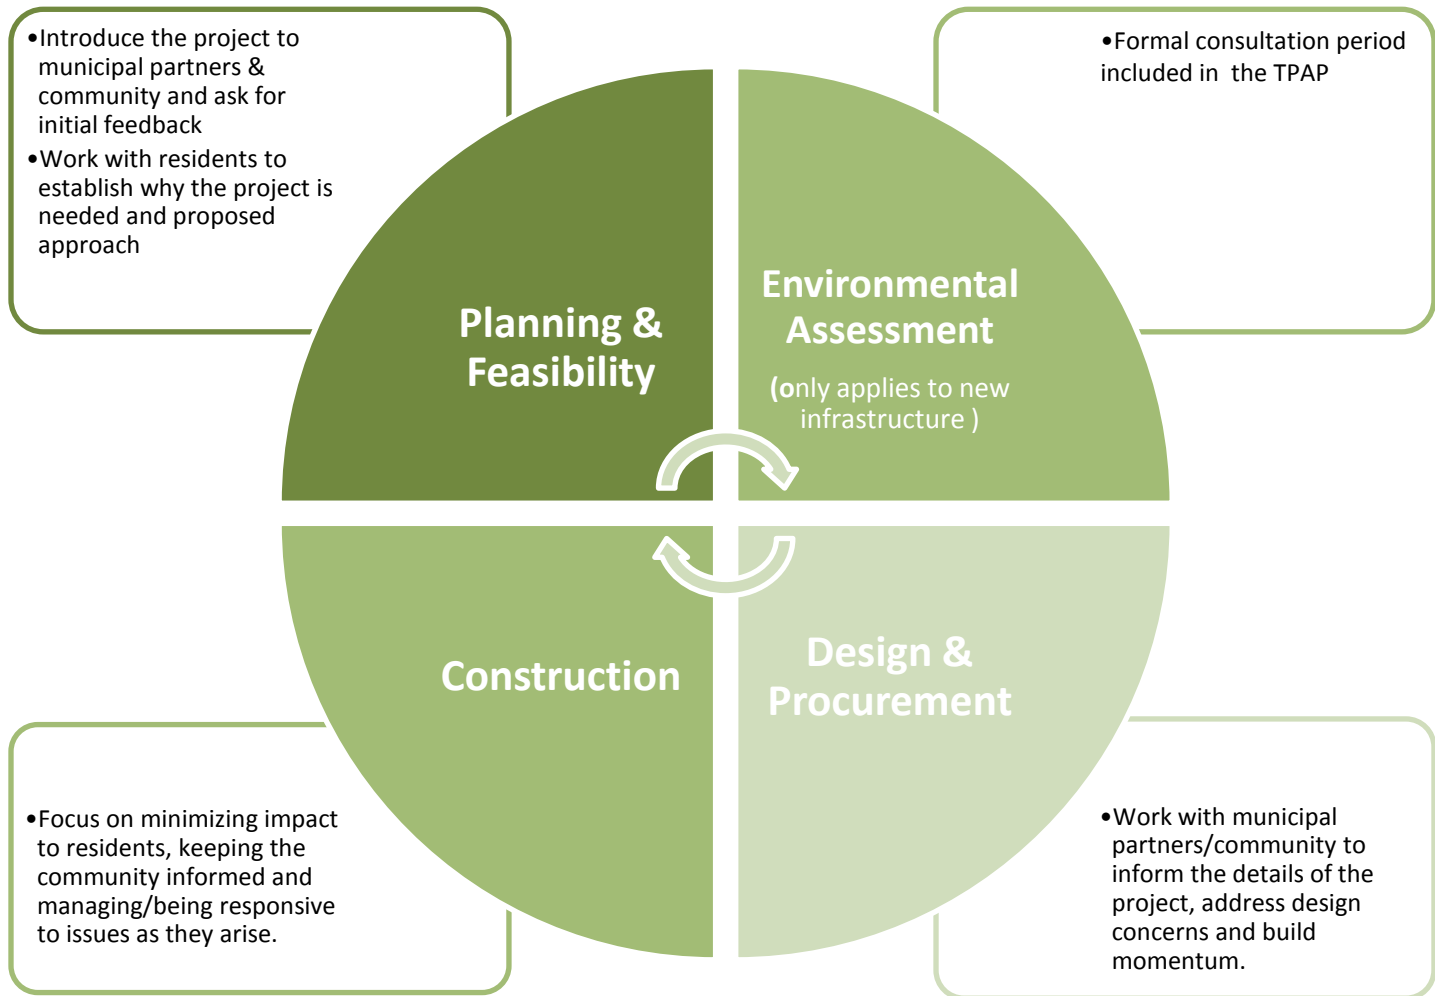 •Introduce the project to
municipal partners &
community and ask for
initial feedback
•Work with residents to
establish why the project is
needed and proposed
approach
•Formal consultation period
included in  the TPAP
Planning &
Feasibility
Environmental
Assessment
(only applies to new
infrastructure )
Construction
Design &
Procurement
•Focus on minimizing impact
to residents, keeping the
community informed and
managing/being responsive
to issues as they arise.
•Work with municipal
partners/community to
inform the details of the
project, address design
concerns and build
momentum.